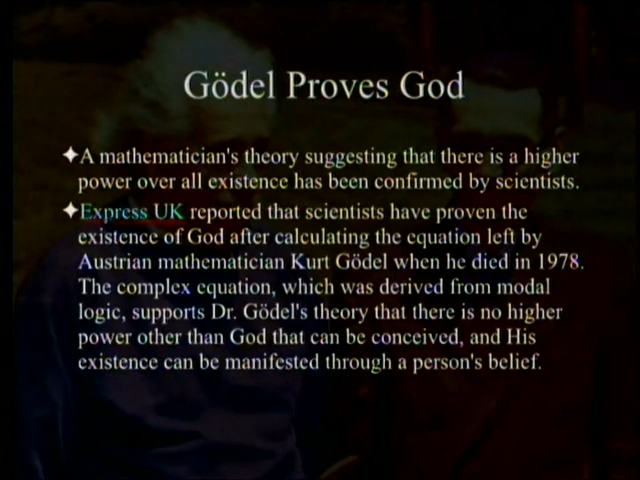 Gödel Proves God
✦A mathematician's theory suggesting that there is a higher
power over all existence has been confirmed by scientists.
✦Express UK reported that scientists have proven the
existence of God after calculating the equation left by
Austrian mathematician Kurt Gödel when he died in 1978.
The complex equation, which was derived from modal
logic, supports Dr. Gödel's theory that there is no higher
power other than God that can be conceived, and His
existence can be manifested through a person's belief.